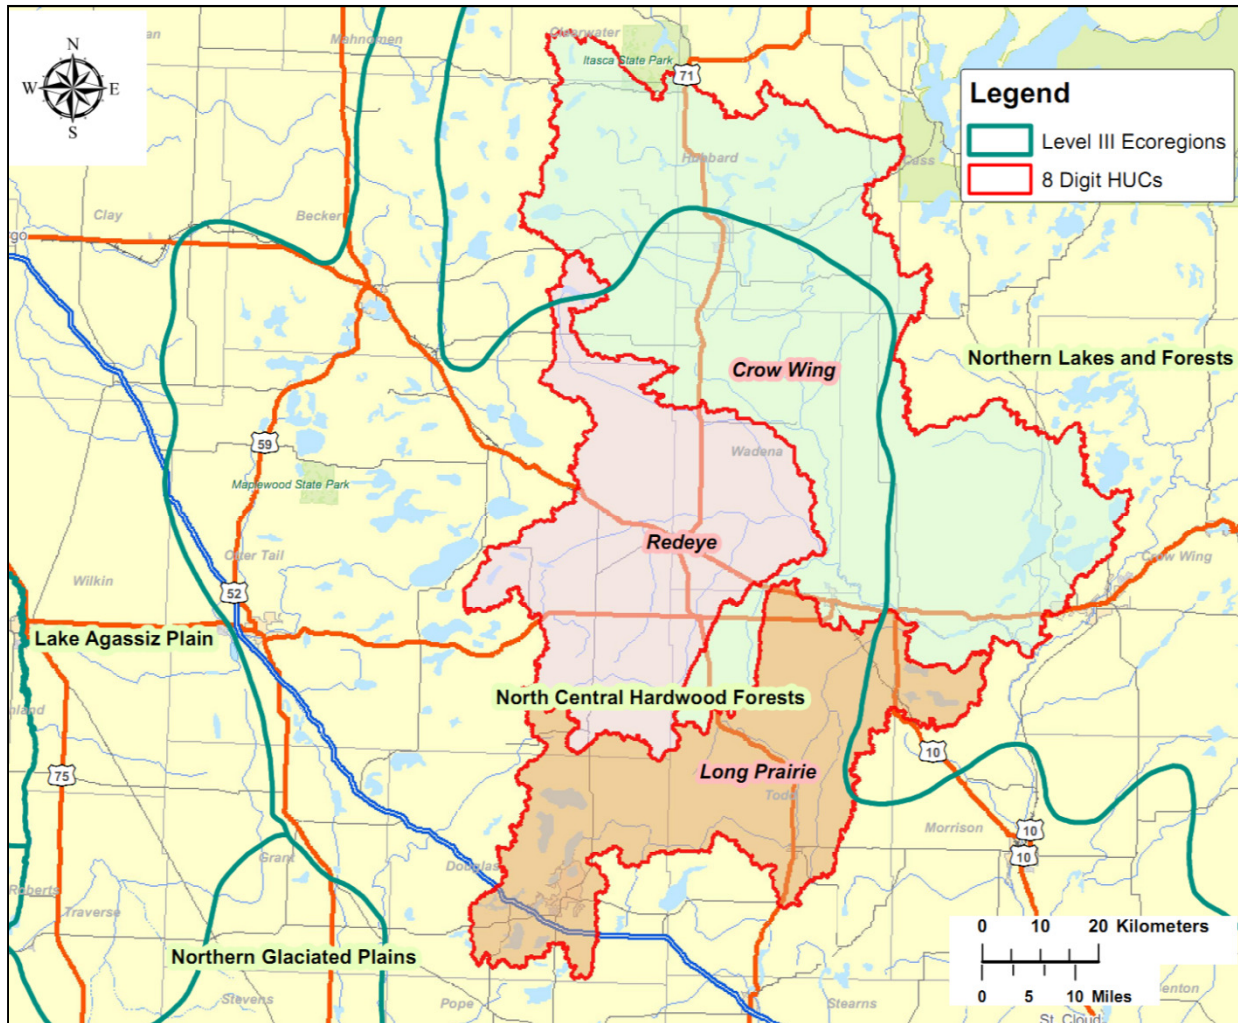 Mahnomen
Clearwater
Itasca State Park
71
N
W
E
S
Legend
Level III Ecoregions
8 Digit HUCs
Hubbard
Cass
Clay
Becker
Northern Lakes and Forests
Crow Wing
59
Wadena
Maplewood State Park
Redeye
Otter Tail
Crow Wing
Wilkin
52
Lake Agassiz Plain
North Central Hardwood Forests
10
75
Long Prairie
Todd
Morrison
10
10
Grant
Douglas
Roberts
Traverse
Northern Glaciated Plains
0 10 20 Kilometers
0 5 10 Miles
Stevens
Pope
Stearns
St. Cloud